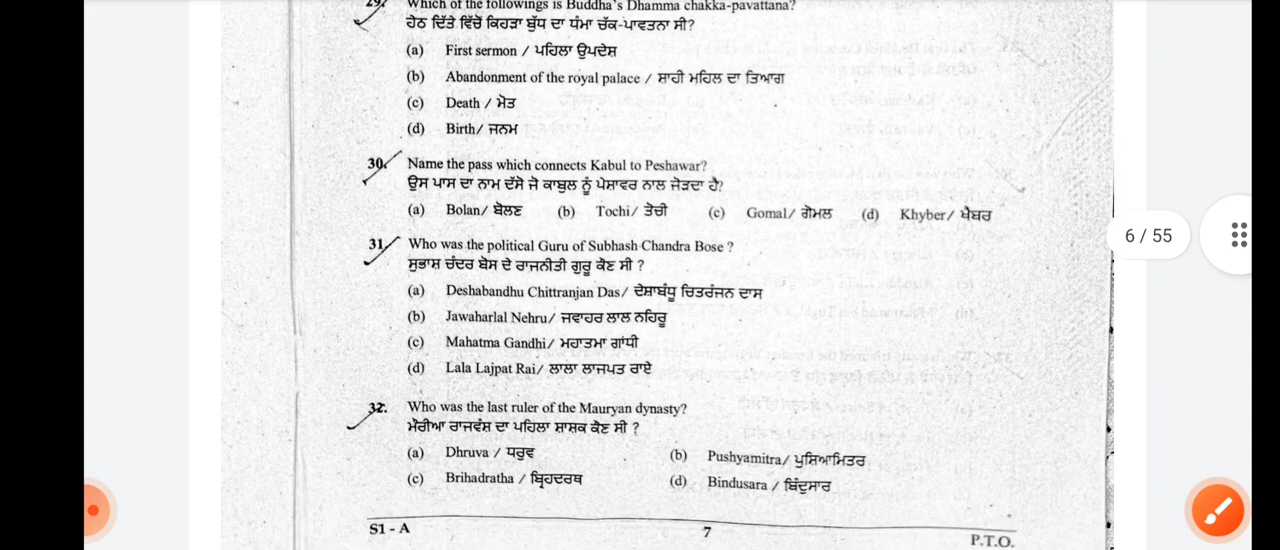 29. Which of the followings is Buddha's Dhamma chakka-pavattana?
ਹੇਠ ਦਿੱਤੇ ਵਿੱਚੋਂ ਕਿਹੜਾ ਬੁੱਧ ਦਾ ਧੰਮਾ ਚੱਕ-ਪਾਵਤਨਾ ਸੀ?
(a) First sermon / ਪਹਿਲਾ ਉਪਦੇਸ਼
(b) Abandonment of the royal palace / ਸ਼ਾਹੀ ਮਹਿਲ ਦਾ ਤਿਆਗ
(c) Death / ਮੌਤ
(d) Birth/ ਜਨਮ
30. Name the pass which connects Kabul to Peshawar?
ਉਸ ਪਾਸ ਦਾ ਨਾਮ ਦੱਸੋ ਜੋ ਕਾਬੁਲ ਨੂੰ ਪੇਸ਼ਾਵਰ ਨਾਲ ਜੋੜਦਾ ਹੈ?
(a) Bolan/ ਬੋਲਣ (b) Tochi/ ਤੋਚੀ (c) Gomal/ ਗੋਮਲ (d) Khyber/ ਖੈਬਰ
6 / 55
31. Who was the political Guru of Subhash Chandra Bose ?
ਸੁਭਾਸ਼ ਚੰਦਰ ਬੋਸ ਦੇ ਰਾਜਨੀਤੀ ਗੁਰੂ ਕੌਣ ਸੀ ?
(a) Deshabandhu Chittranjan Das/ ਦੇਸ਼ਾਬੰਧੂ ਚਿਤਰੰਜਨ ਦਾਸ
(b) Jawaharlal Nehru/ ਜਵਾਹਰ ਲਾਲ ਨਹਿਰੂ
(c) Mahatma Gandhi/ ਮਹਾਤਮਾ ਗਾਂਧੀ
(d) Lala Lajpat Rai/ ਲਾਲਾ ਲਾਜਪਤ ਰਾਏ
32. Who was the last ruler of the Mauryan dynasty?
ਮੌਰੀਆ ਰਾਜਵੰਸ਼ ਦਾ ਪਹਿਲਾ ਸ਼ਾਸ਼ਕ ਕੌਣ ਸੀ ?
(a) Dhruva / ਧਰੁਵ (b) Pushyamitra/ ਪੁਸ਼ਿਆਮਿਤਰ
(c) Brihadratha / ਬ੍ਰਿਹਦਰਥ (d) Bindusara / ਬਿੰਦੂਸਾਰ
S1 - A 7 P.T.O.